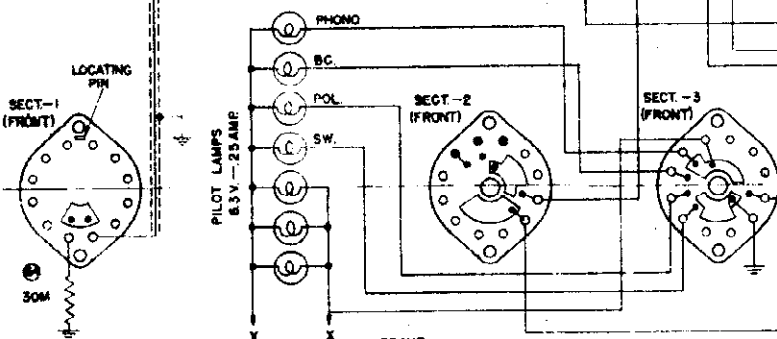 PHONO
BC.
POL.
SW.
LOCATING
PIN
SECT.-1
(FRONT)
SECT.-2
(FRONT)
SECT.-3
(FRONT)
PILOT LAMPS
6.3 V. - .25 AMP.
30M
X X